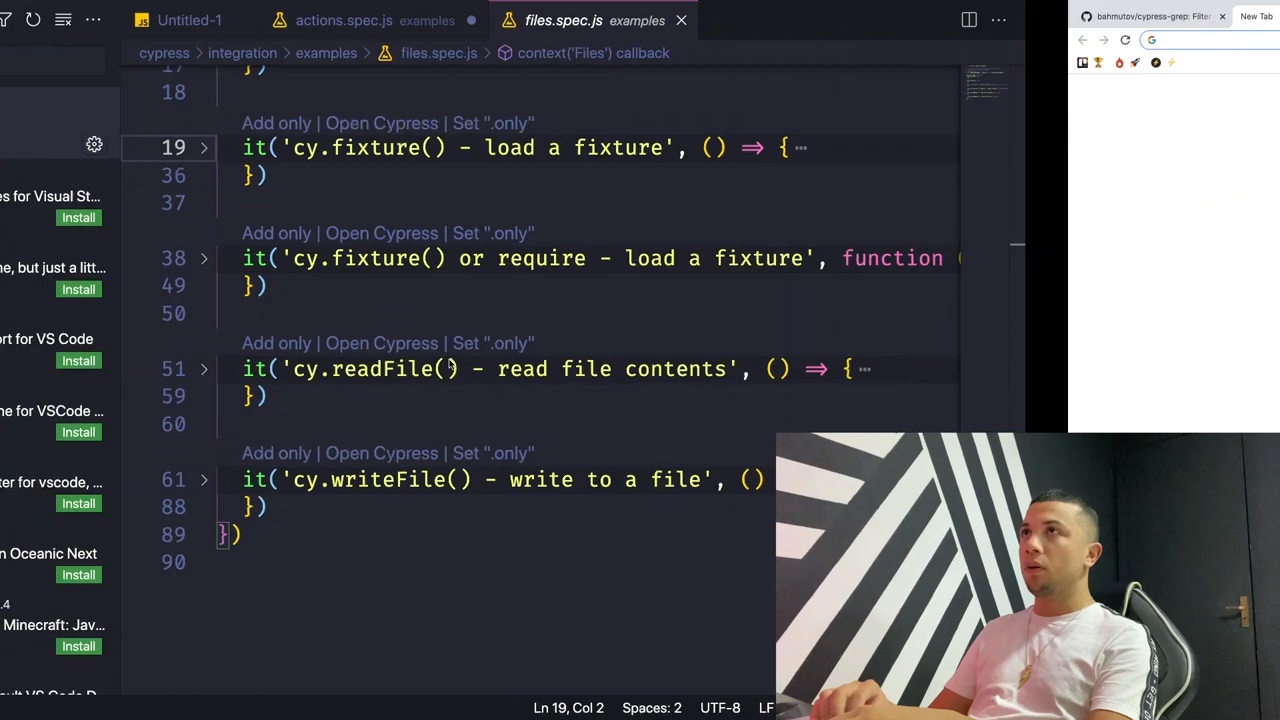 Untitled-1
actions.spec.js examples
files.spec.js examples
cypress > integration > examples > files.spec.js > context('Files') callback
17 })
18
Add only | Open Cypress | Set ".only"
19 it('cy.fixture() - load a fixture', () ⇒ {
36 })
37
Add only | Open Cypress | Set ".only"
38 it('cy.fixture() or require - load a fixture', function
49 })
50
Add only | Open Cypress | Set ".only"
51 it('cy.readFile() - read file contents', () ⇒ {
59 })
60
Add only | Open Cypress | Set ".only"
61 it('cy.writeFile() - write to a file', ()
88 })
89 })
90
Ln 19, Col 2 Spaces: 2 UTF-8 LF
es for Visual St...
Install
he, but just a litt...
Install
ort for VS Code
Install
ne for VSCode ...
Install
ter for vscode, ...
Install
n Oceanic Next
Install
.4
Minecraft: Jav...
Install
ult VS Code D
bahmutov/cypress-grep: Filter
New Tab